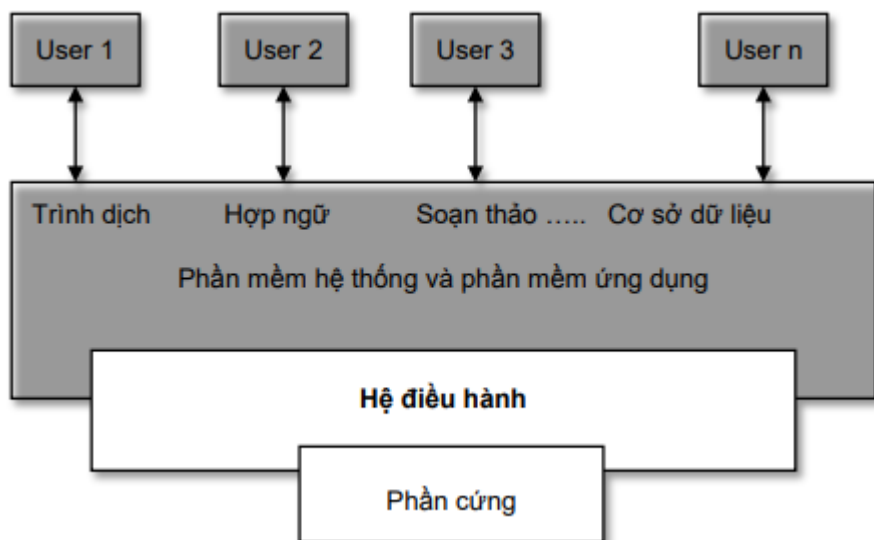 User 1 User 2 User 3 User n
Trình dịch Hợp ngữ Soạn thảo ..... Cơ sở dữ liệu
Phần mềm hệ thống và phần mềm ứng dụng
Hệ điều hành
Phần cứng